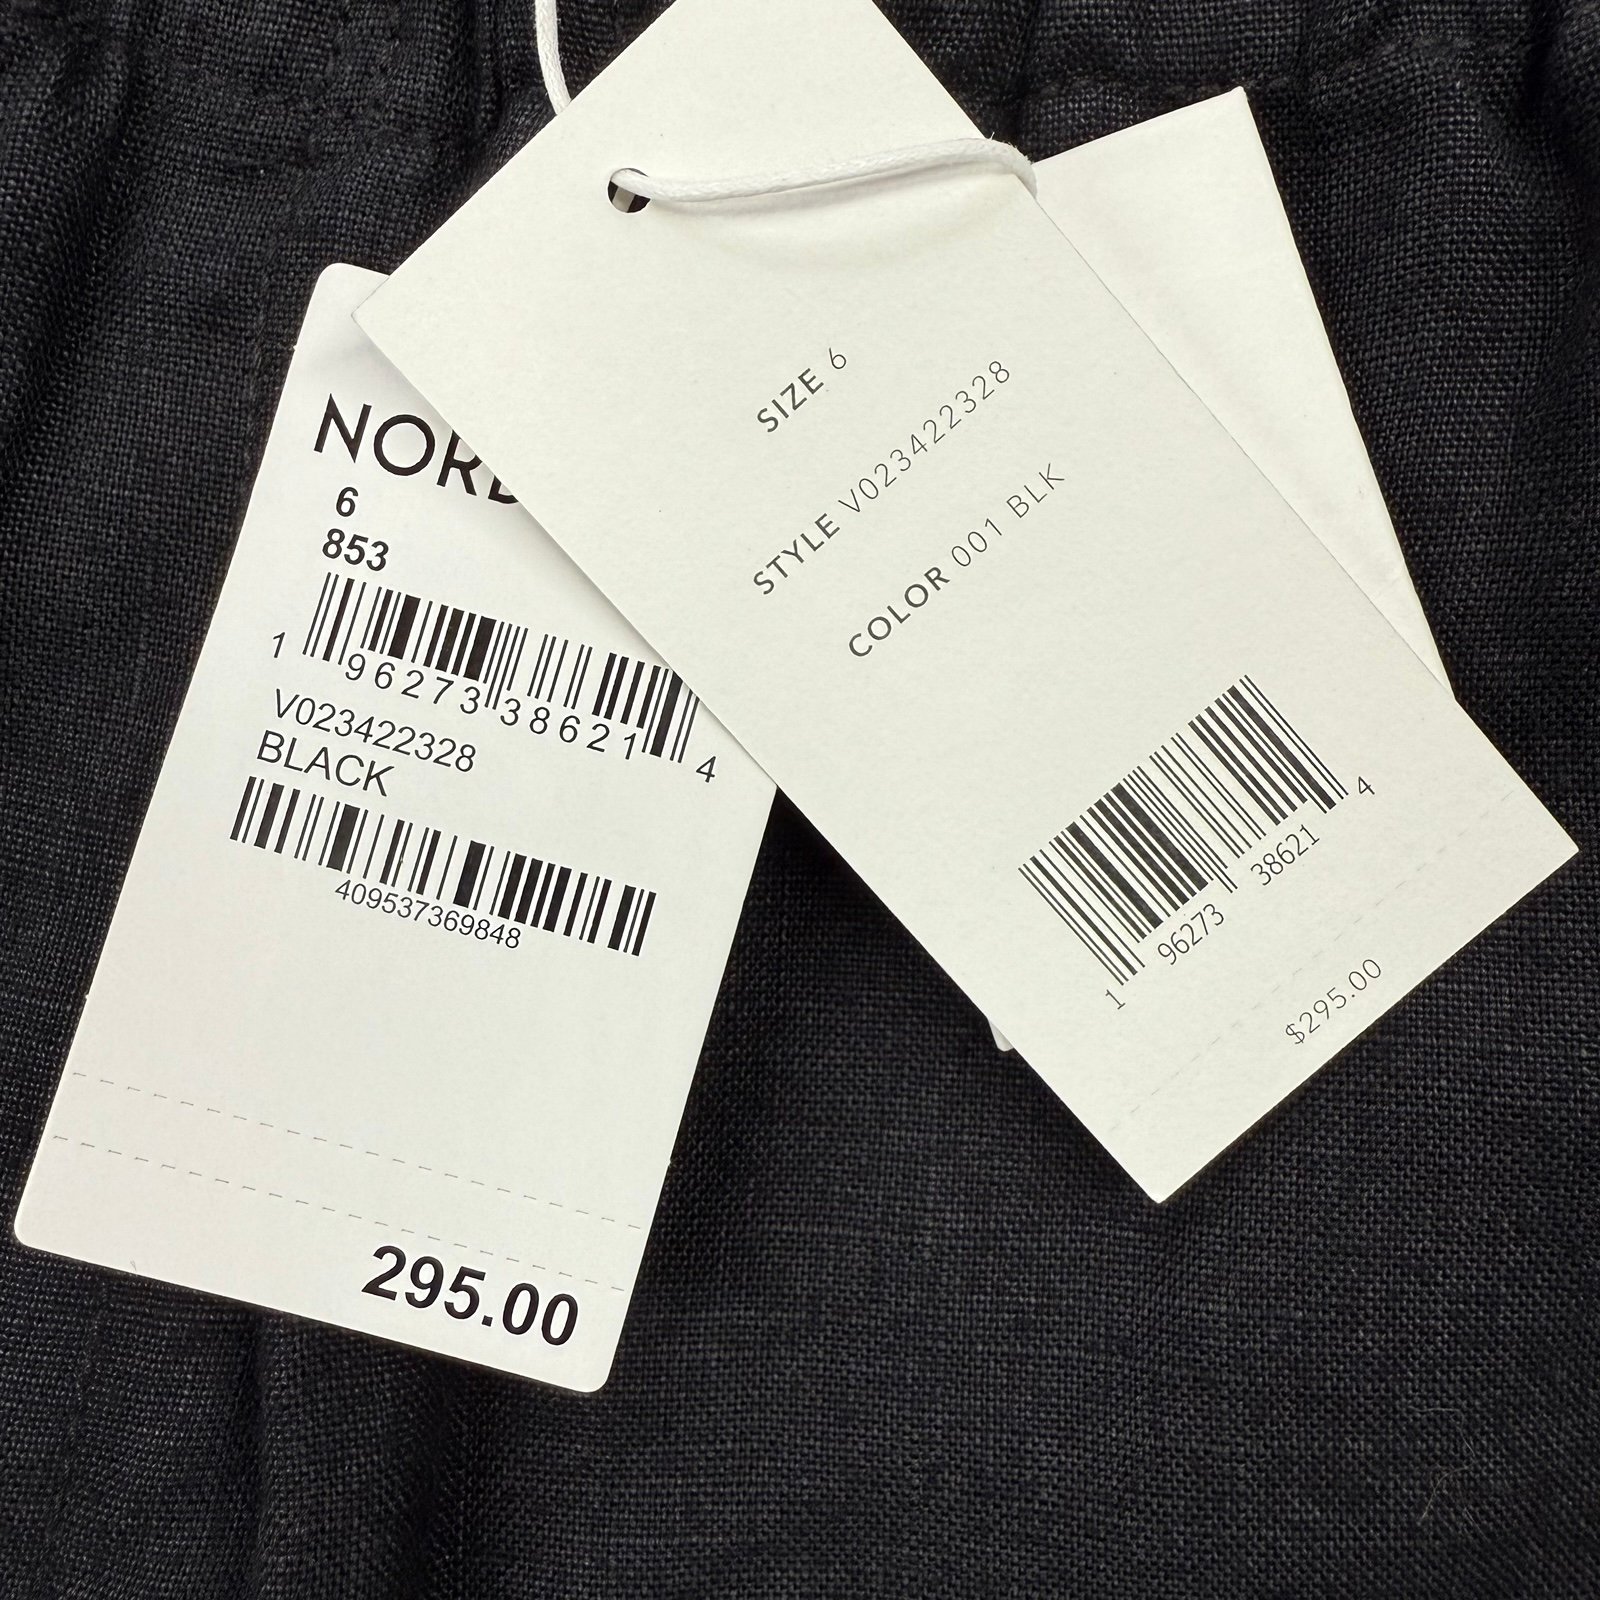 NORD
6
853
1 96273 38621 4
V023422328
BLACK
409537369848
295.00
SIZE 6
STYLE V023422328
COLOR 001 BLK
1 96273 38621 4
$295.00